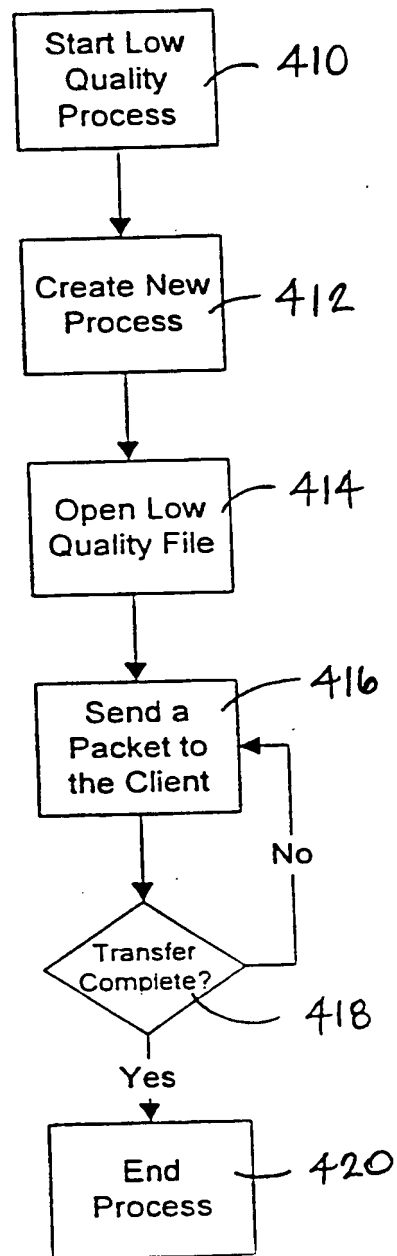 Start Low
Quality
Process
410
Create New
Process
412
Open Low
Quality File
414
Send a
Packet to
the Client
416
No
Transfer
Complete?
418
Yes
End
Process
420